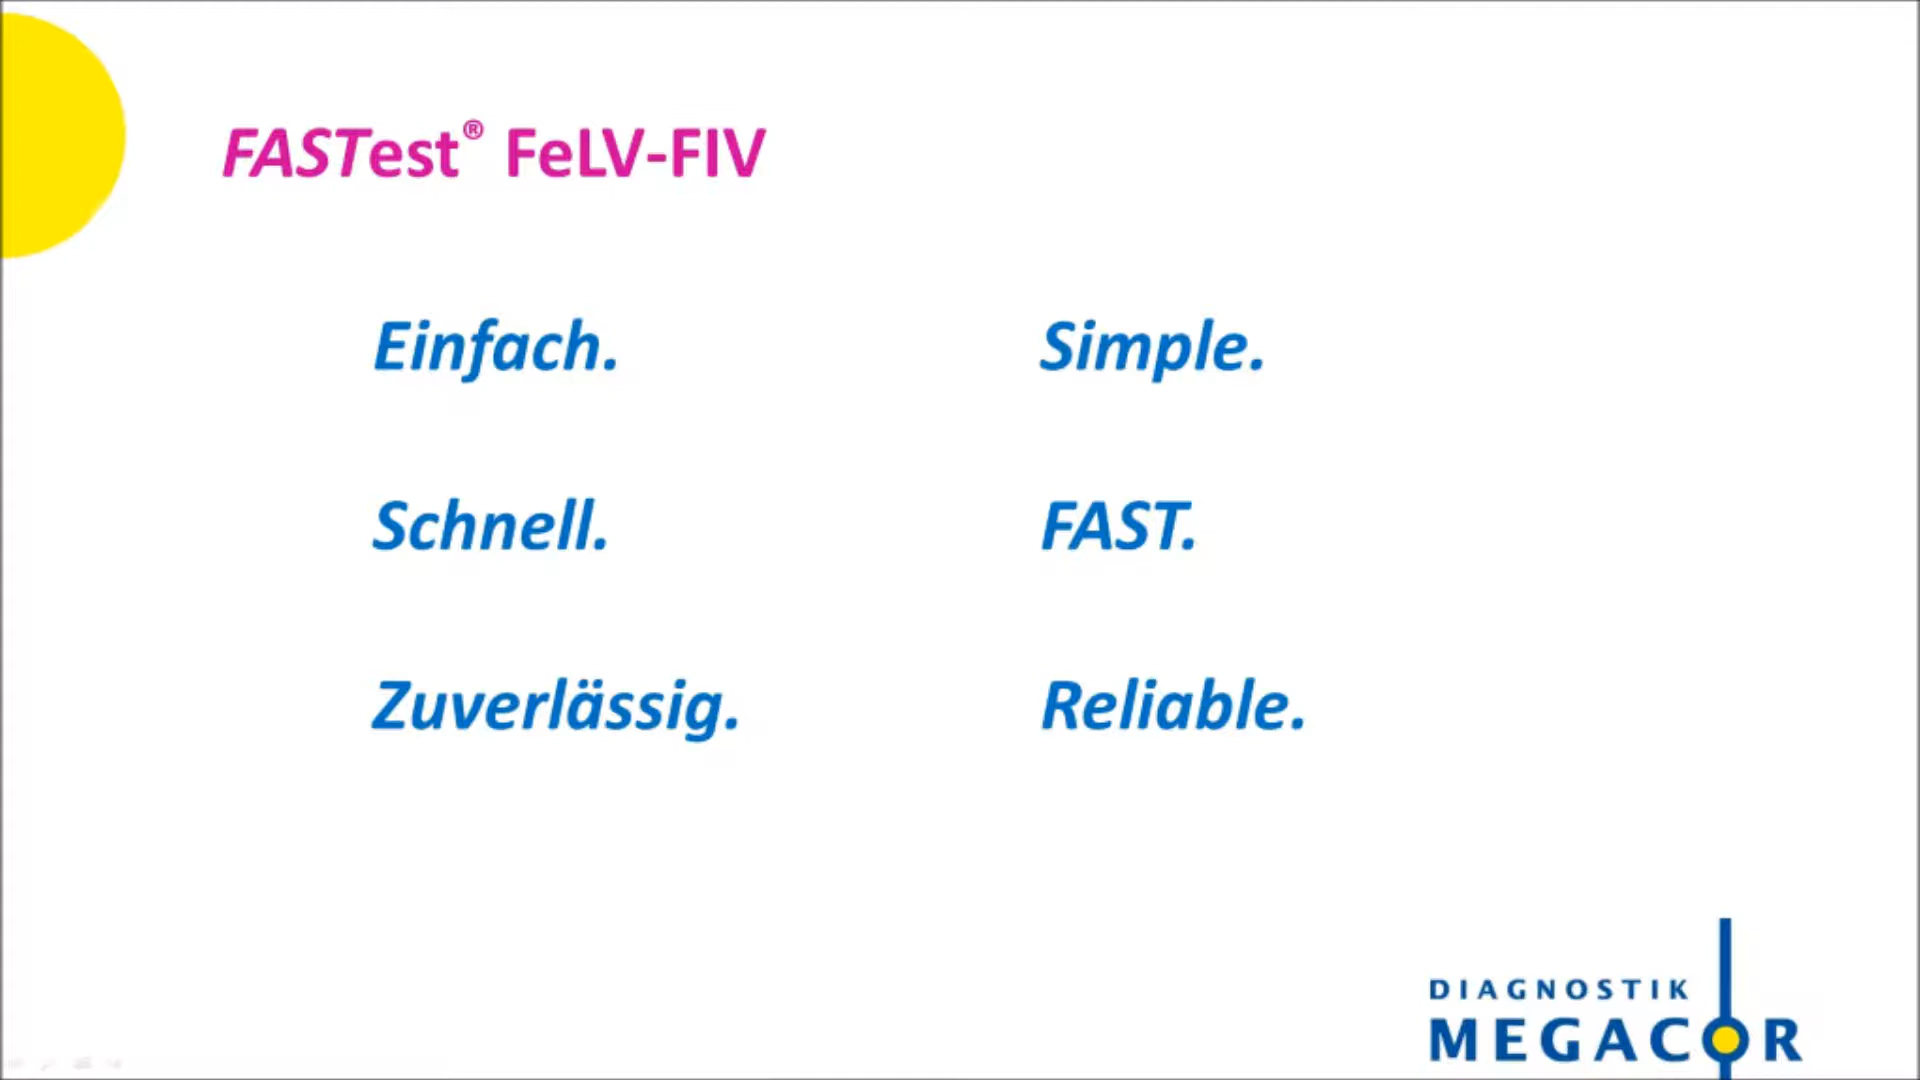 FASTest® FeLV-FIV
Einfach. Simple.
Schnell. FAST.
Zuverlässig. Reliable.
DIAGNOSTIK
MEGACOR